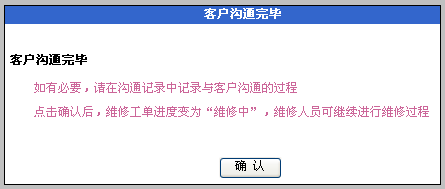 客户沟通完毕
客户沟通完毕
如有必要，请在沟通记录中记录与客户沟通的过程
点击确认后，维修工单进度变为“维修中”，维修人员可继续进行维修过程
确 认